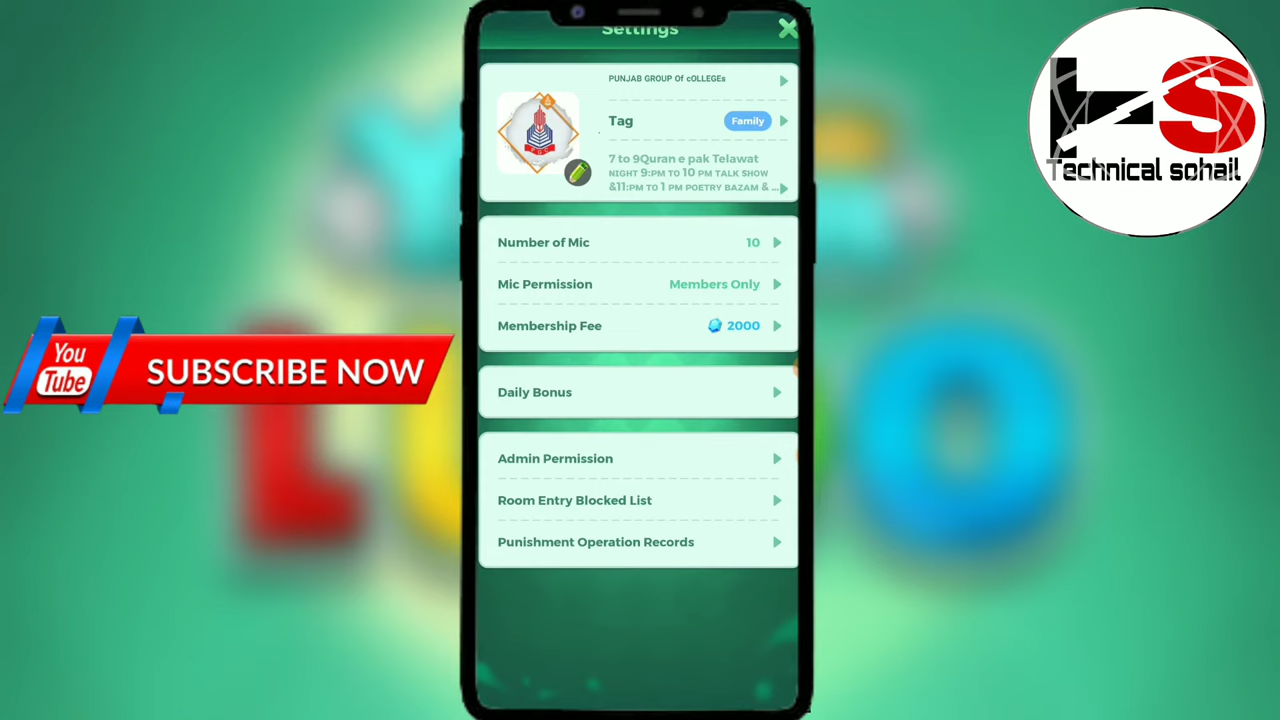 Settings
PUNJAB GROUP Of cOLLEGEs
Tag
Family
7 to 9Quran e pak Telawat
NIGHT 9:PM TO 10 PM TALK SHOW
&11:PM TO 1 PM POETRY BAZAM & ...
Number of Mic 10
Mic Permission Members Only
Membership Fee 2000
Daily Bonus
Admin Permission
Room Entry Blocked List
Punishment Operation Records
You
Tube
SUBSCRIBE NOW
TS
Technical sohail